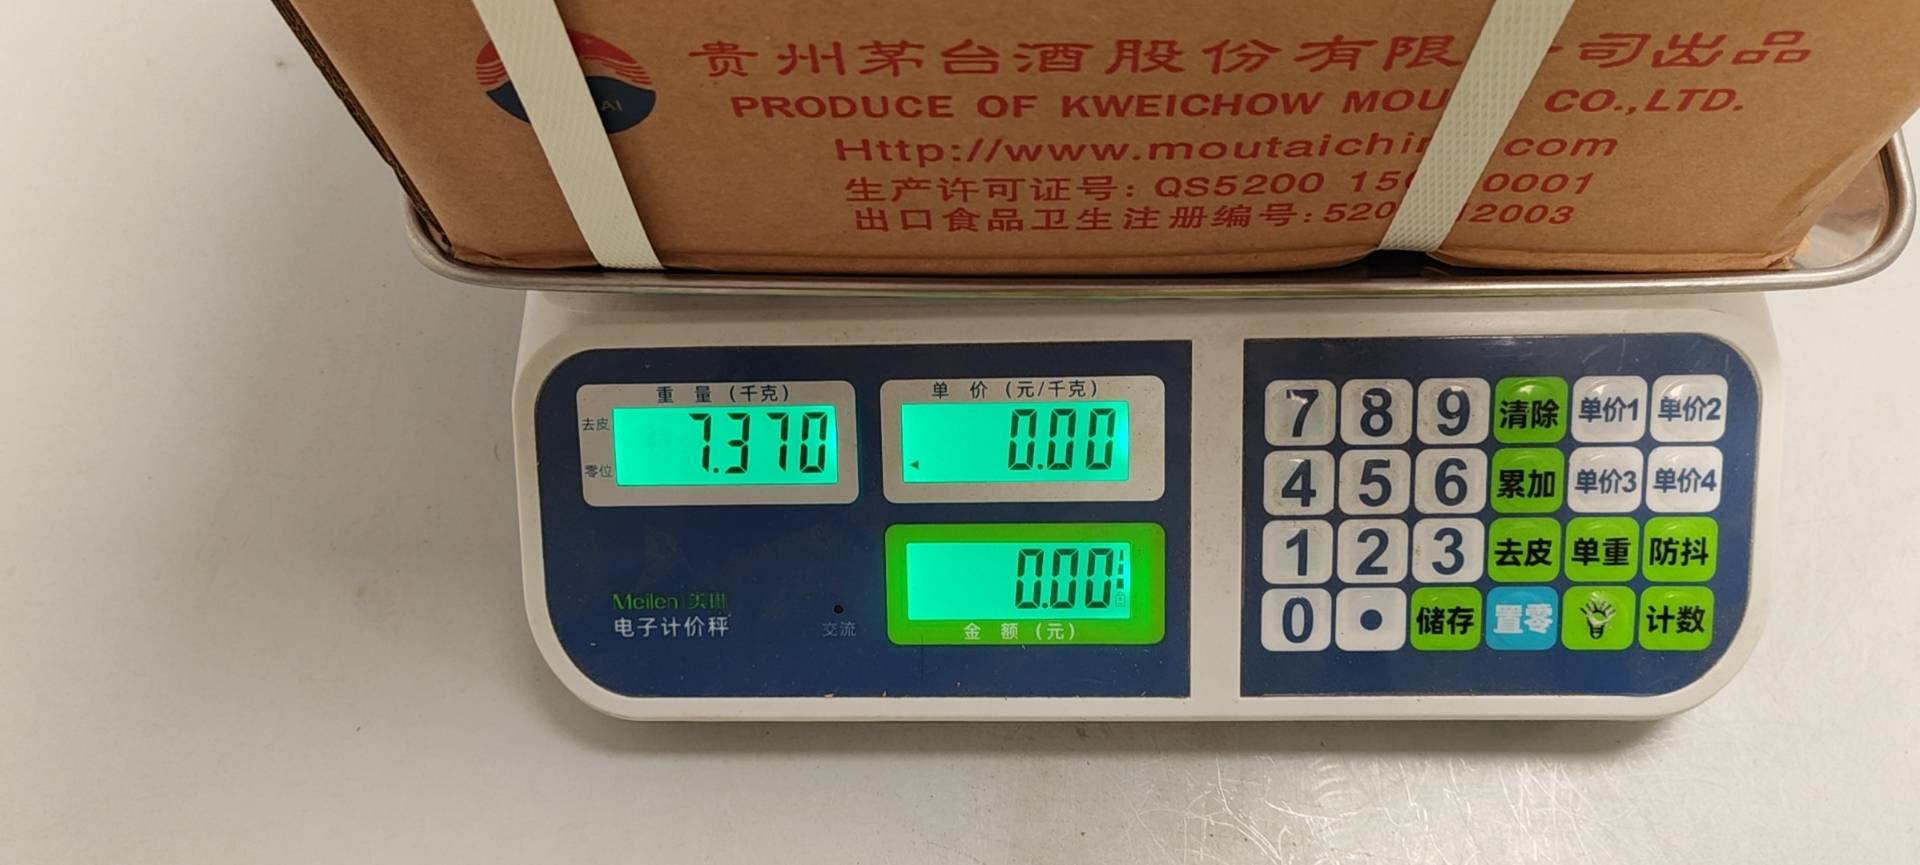 贵州茅台酒股份有限 司出品
PRODUCE OF KWEICHOW MOU CO.,LTD.
Http://www.moutaichi com
生产许可证号: QS5200 15 0001
出口食品卫生注册编号:520 2003
AI
重 量 (千克)
去皮
零位
7.370
单 价 (元/千克)
0.00
0.00
金 额 (元)
Meilen 美琳
电子计价秤
交流
7 8 9 清除 单价1 单价2
4 5 6 累加 单价3 单价4
1 2 3 去皮 单重 防抖
0 • 储存 置零 计数